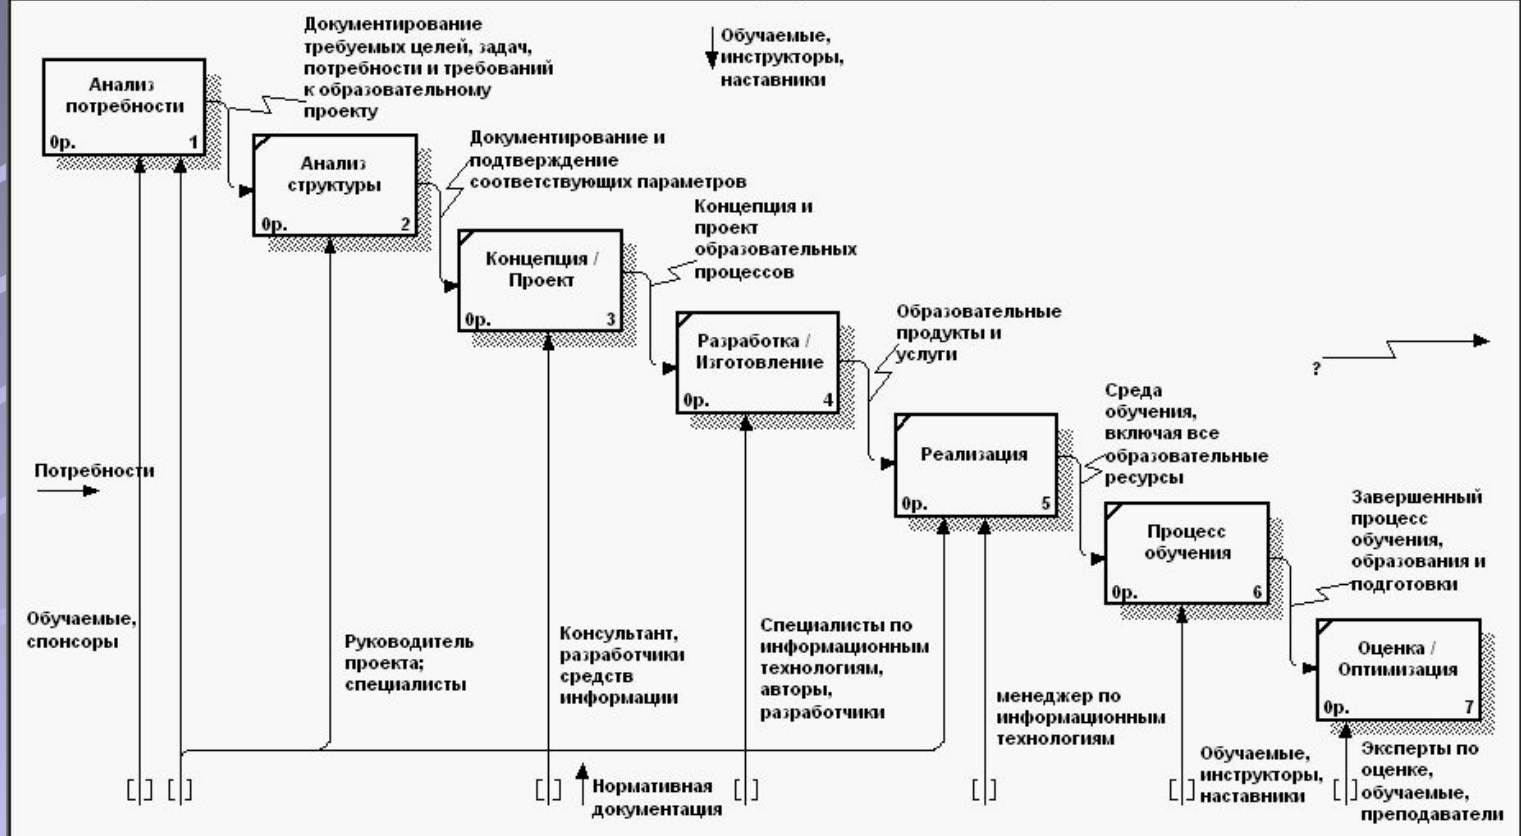 Документирование
требуемых целей, задач,
потребности и требований
к образовательному
проекту
Обучаемые,
инструкторы,
наставники
Анализ
потребности
0р. 1
Документирование и
подтверждение
соответствующих параметров
Анализ
структуры
0р. 2
Концепция и
проект
образовательных
процессов
Концепция /
Проект
0р. 3
Образовательные
продукты и
услуги
Разработка /
Изготовление
0р. 4
?
Среда
обучения,
включая все
образовательные
ресурсы
Реализация
0р. 5
Потребности
Завершенный
процесс
обучения,
образования и
подготовки
Процесс
обучения
0р. 6
Обучаемые,
спонсоры
Руководитель
проекта;
специалисты
Консультант,
разработчики
средств
информации
Специалисты по
информационным
технологиям,
авторы,
разработчики
Оценка /
Оптимизация
0р. 7
менеджер по
информационным
технологиям
Обучаемые,
инструкторы,
наставники
Эксперты по
оценке,
обучаемые,
преподаватели
Нормативная
документация